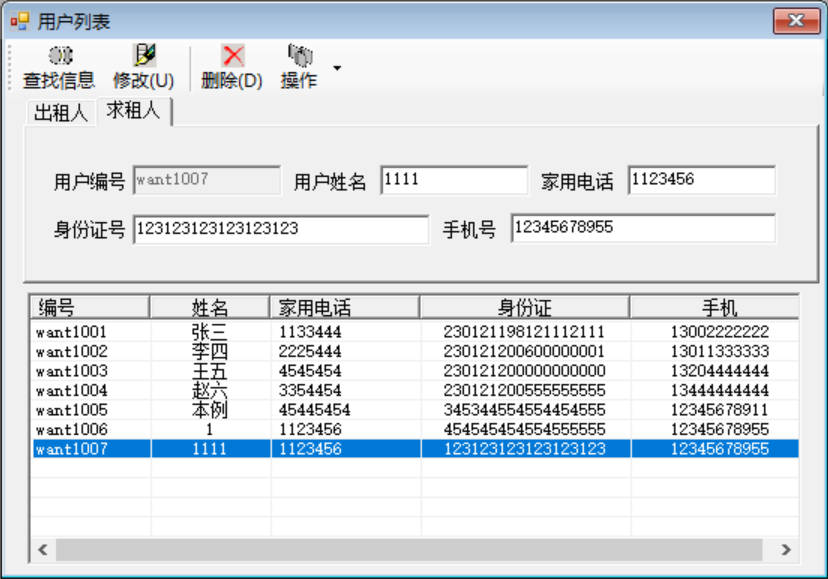 用户列表
查找信息 修改(U) 删除(D) 操作
出租人 求租人
用户编号 want1007 用户姓名 1111 家用电话 1123456
身份证号 123123123123123123 手机号 12345678955
编号 姓名 家用电话 身份证 手机
want1001 张三 1133444 230121198121112111 13002222222
want1002 李四 2225444 230121200600000001 13011333333
want1003 王五 4545454 230121200000000000 13204444444
want1004 赵六 3354454 230121200555555555 13444444444
want1005 本例 45445454 345344554554454555 12345678911
want1006 1 1123456 454545454554555555 12345678955
want1007 1111 1123456 123123123123123123 12345678955